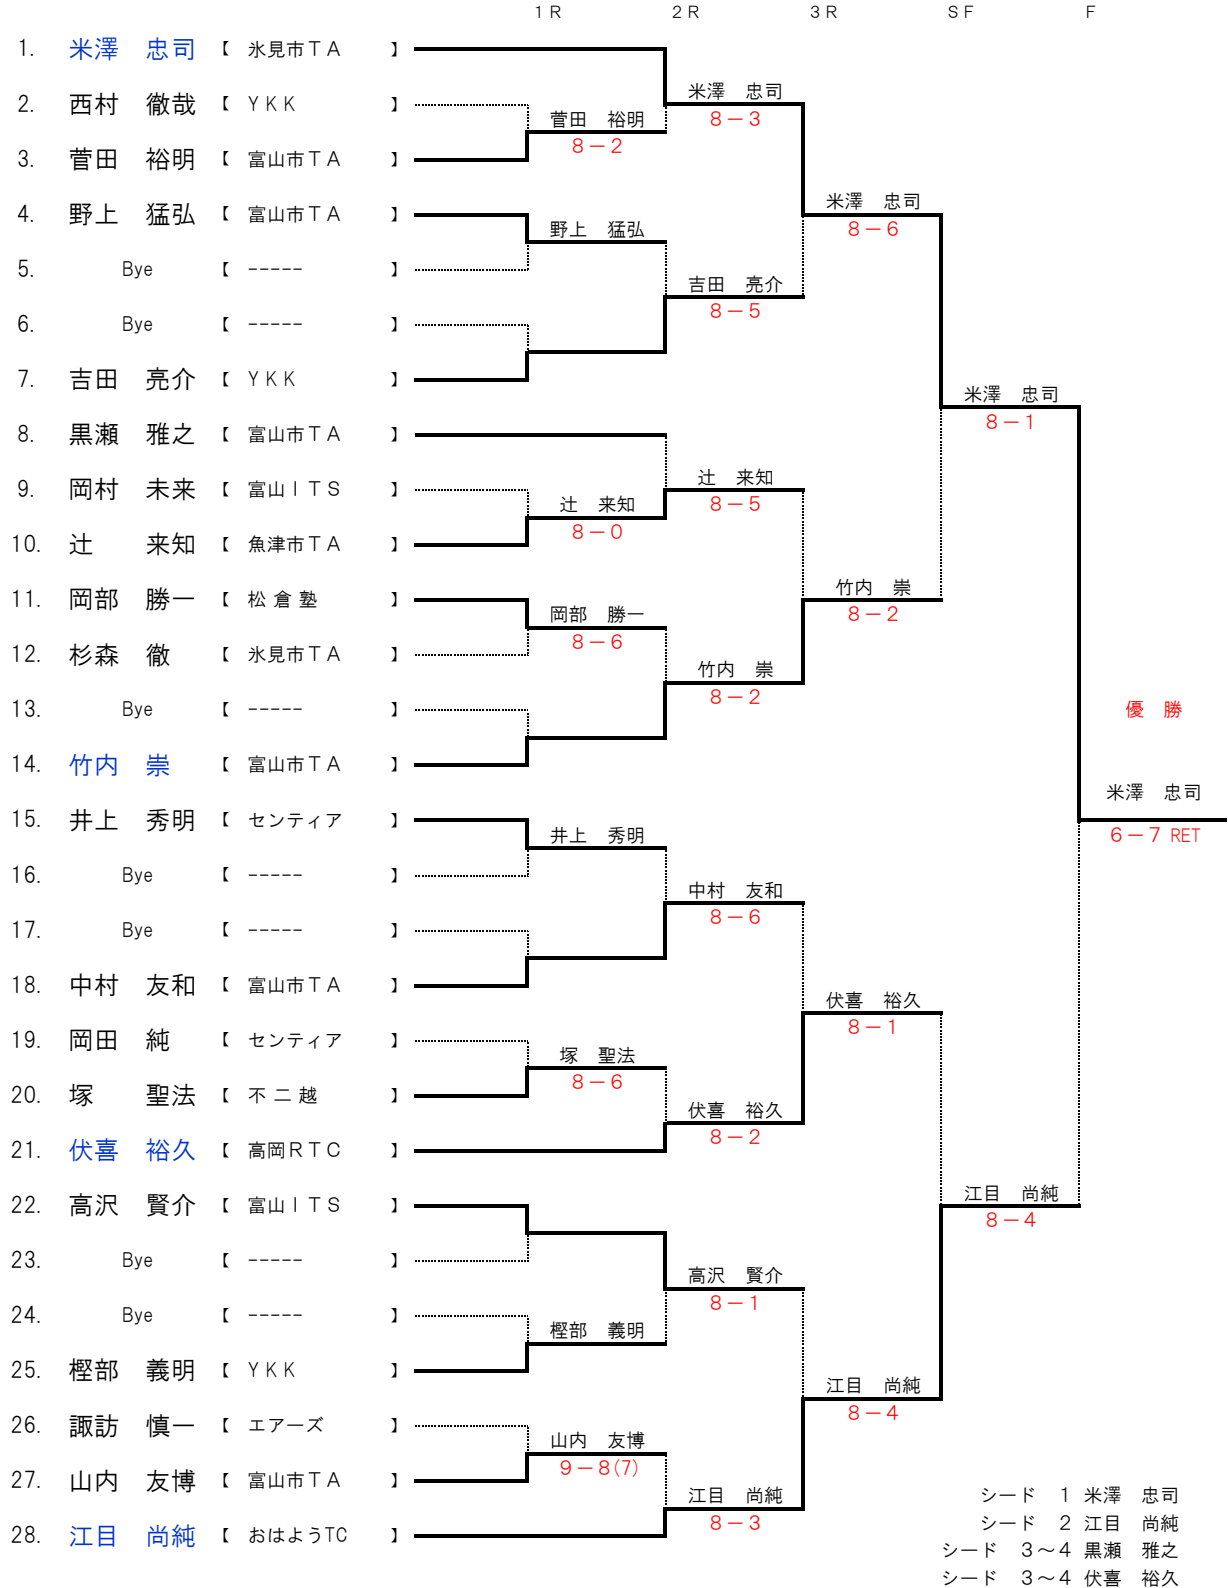 １Ｒ ２Ｒ ３Ｒ ＳＦ Ｆ
1. 米澤　忠司 【 氷見市ＴＡ 】
米澤　忠司
2. 西村　徹哉 【 ＹＫＫ 】
８－３
菅田　裕明
８－２
3. 菅田　裕明 【 富山市ＴＡ 】
米澤　忠司
4. 野上　猛弘 【 富山市ＴＡ 】
８－６
野上　猛弘
5. Bye 【 ----- 】
吉田　亮介
８－５
6. Bye 【 ----- 】
7. 吉田　亮介 【 ＹＫＫ 】
米澤　忠司
８－１
8. 黒瀬　雅之 【 富山市ＴＡ 】
辻　来知
9. 岡村　未来 【 富山ＩＴＳ 】
８－５
辻　来知
８－０
10. 辻　　来知 【 魚津市ＴＡ 】
竹内　崇
11. 岡部　勝一 【 松倉塾 】
８－２
岡部　勝一
８－６
12. 杉森　徹 【 氷見市ＴＡ 】
竹内　崇
８－２
13. Bye 【 ----- 】
優　勝
14. 竹内　崇 【 富山市ＴＡ 】
米澤　忠司
15. 井上　秀明 【 センティア 】
６－７ RET
井上　秀明
16. Bye 【 ----- 】
中村　友和
８－６
17. Bye 【 ----- 】
18. 中村　友和 【 富山市ＴＡ 】
伏喜　裕久
８－１
19. 岡田　純 【 センティア 】
塚　聖法
８－６
20. 塚　　聖法 【 不二越 】
伏喜　裕久
８－２
21. 伏喜　裕久 【 高岡ＲＴＣ 】
江目　尚純
22. 高沢　賢介 【 富山ＩＴＳ 】
８－４
23. Bye 【 ----- 】
高沢　賢介
８－１
24. Bye 【 ----- 】
樫部　義明
25. 樫部　義明 【 ＹＫＫ 】
江目　尚純
８－４
26. 諏訪　慎一 【 エアーズ 】
山内　友博
９－８(7)
27. 山内　友博 【 富山市ＴＡ 】
江目　尚純
８－３
28. 江目　尚純 【 おはようTC 】
シード　１ 米澤　忠司
シード　２ 江目　尚純
シード　３～４ 黒瀬　雅之
シード　３～４ 伏喜　裕久